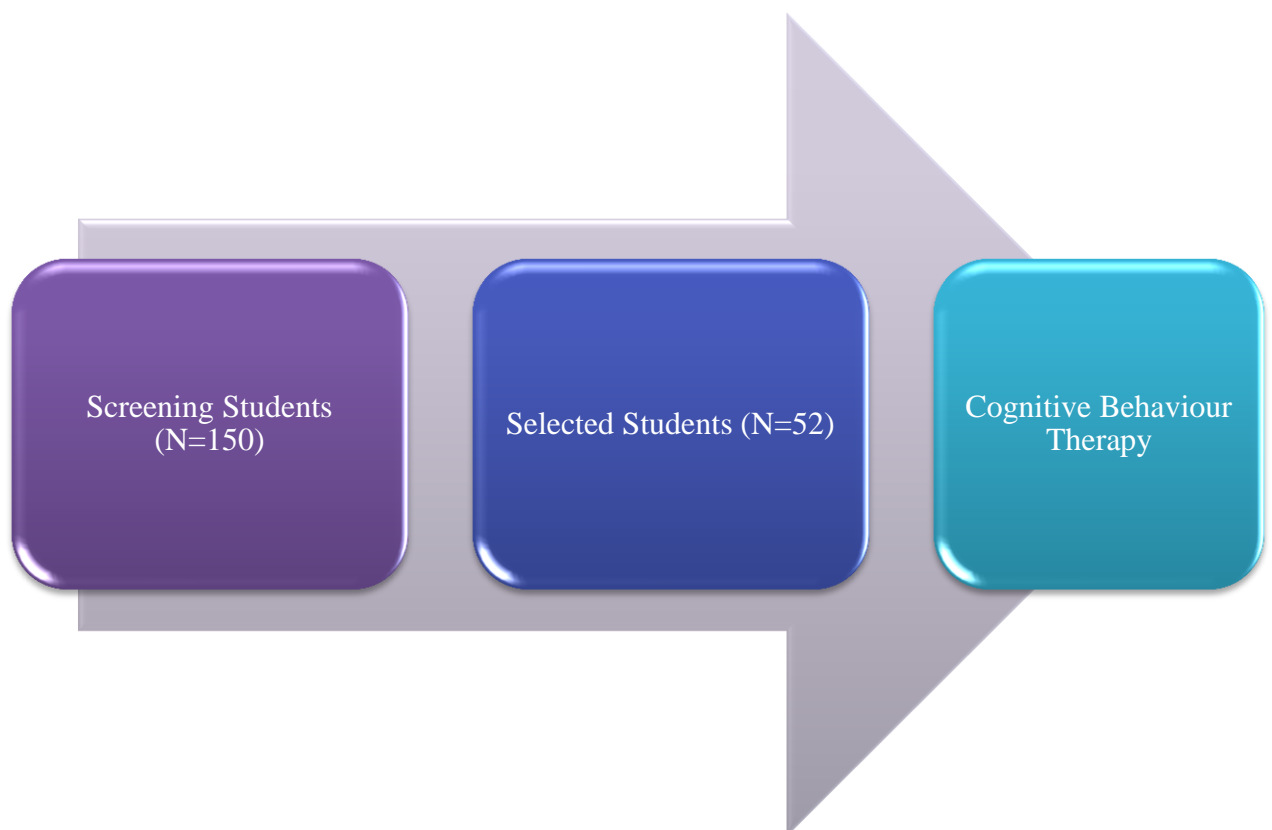 Screening Students
(N=150)
Selected Students (N=52)
Cognitive Behaviour
Therapy